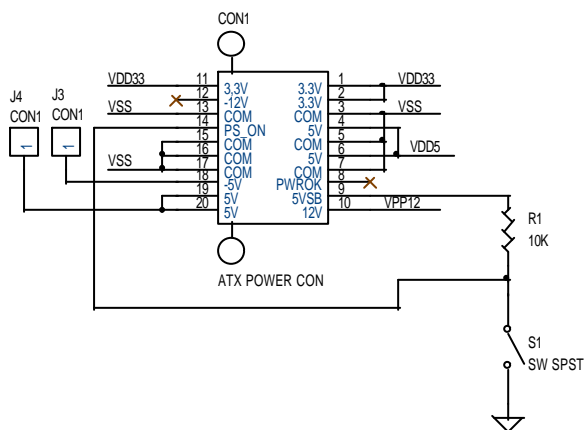 CON1
VDD33 11 3.3V 3.3V 1 VDD33
12 -12V 3.3V 2
VSS 13 COM COM 3 VSS
14 PS_ON 5V 4
15 COM COM 5
16 COM 5V 6 VDD5
VSS 17 COM COM 7
18 -5V PWROK 8
19 5V 5VSB 9
20 5V 12V 10 VPP12
J4
CON1
1
J3
CON1
1
ATX POWER CON
R1
10K
S1
SW SPST